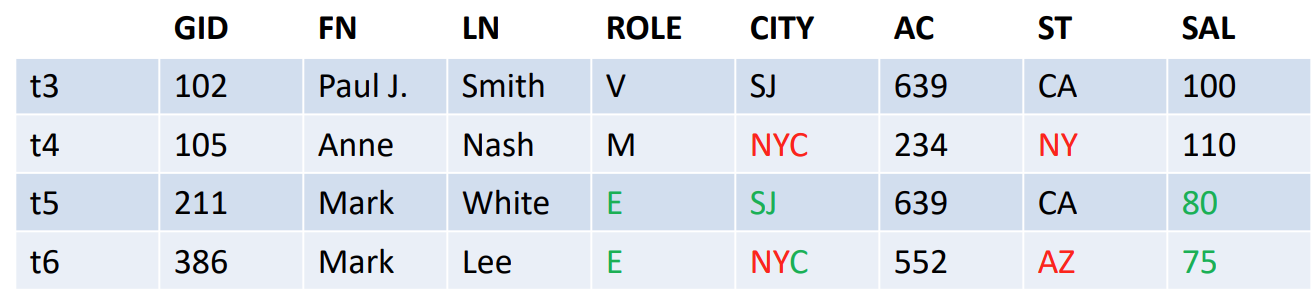 GID FN LN ROLE CITY AC ST SAL
t3 102 Paul J. Smith V SJ 639 CA 100
t4 105 Anne Nash M NYC 234 NY 110
t5 211 Mark White E SJ 639 CA 80
t6 386 Mark Lee E NYC 552 AZ 75